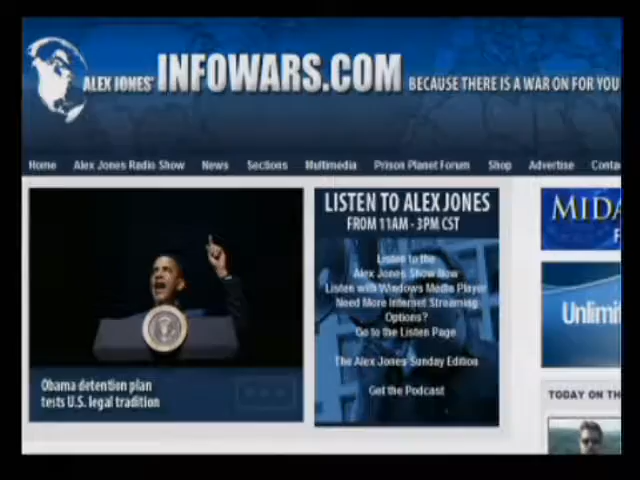 ALEX JONES' INFOWARS.COM BECAUSE THERE IS A WAR ON FOR YOU
Home Alex Jones Radio Show News Sections Multimedia Prison Planet Forum Shop Advertise Conta
LISTEN TO ALEX JONES
FROM 11AM - 3PM CST
Listen to the
Alex Jones Show Now
Listen with Windows Media Player
Need More Internet Streaming
Options?
Go to the Listen Page
The Alex Jones Sunday Edition
Get the Podcast
Obama detention plan
tests U.S. legal tradition
MIDA
F
Unlimi
TODAY ON TH